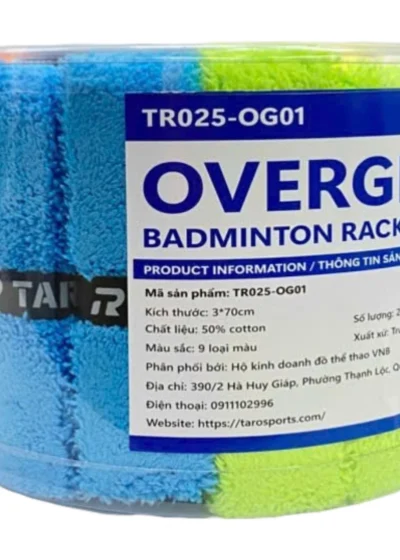 TR025-OG01
OVERG
BADMINTON RACK
PRODUCT INFORMATION / THÔNG TIN SẢN
Mã sản phẩm: TR025-OG01
Kích thước: 3*70cm
Số lượng: 2
Chất liệu: 50% cotton
Xuất xứ: Tr
Màu sắc: 9 loại màu
Phân phối bởi: Hộ kinh doanh đồ thể thao VNB
Địa chỉ: 390/2 Hà Huy Giáp, Phường Thạnh Lộc, Q
Điện thoại: 0911102996
Website: https://tarosports.com/
TAR